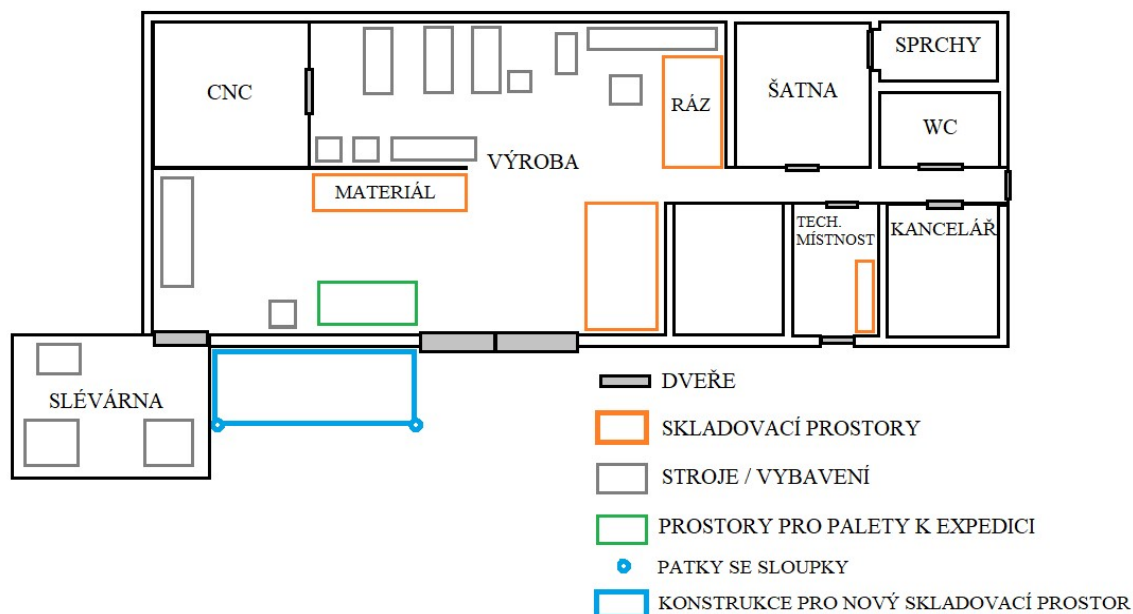 CNC
VÝROBA
RÁZ
ŠATNA
SPRCHY
WC
MATERIÁL
TECH.
MÍSTNOST
KANCELÁŘ
SLÉVÁRNA
DVEŘE
SKLADOVACÍ PROSTORY
STROJE / VYBAVENÍ
PROSTORY PRO PALETY K EXPEDICI
PATKY SE SLOUPKY
KONSTRUKCE PRO NOVÝ SKLADOVACÍ PROSTOR